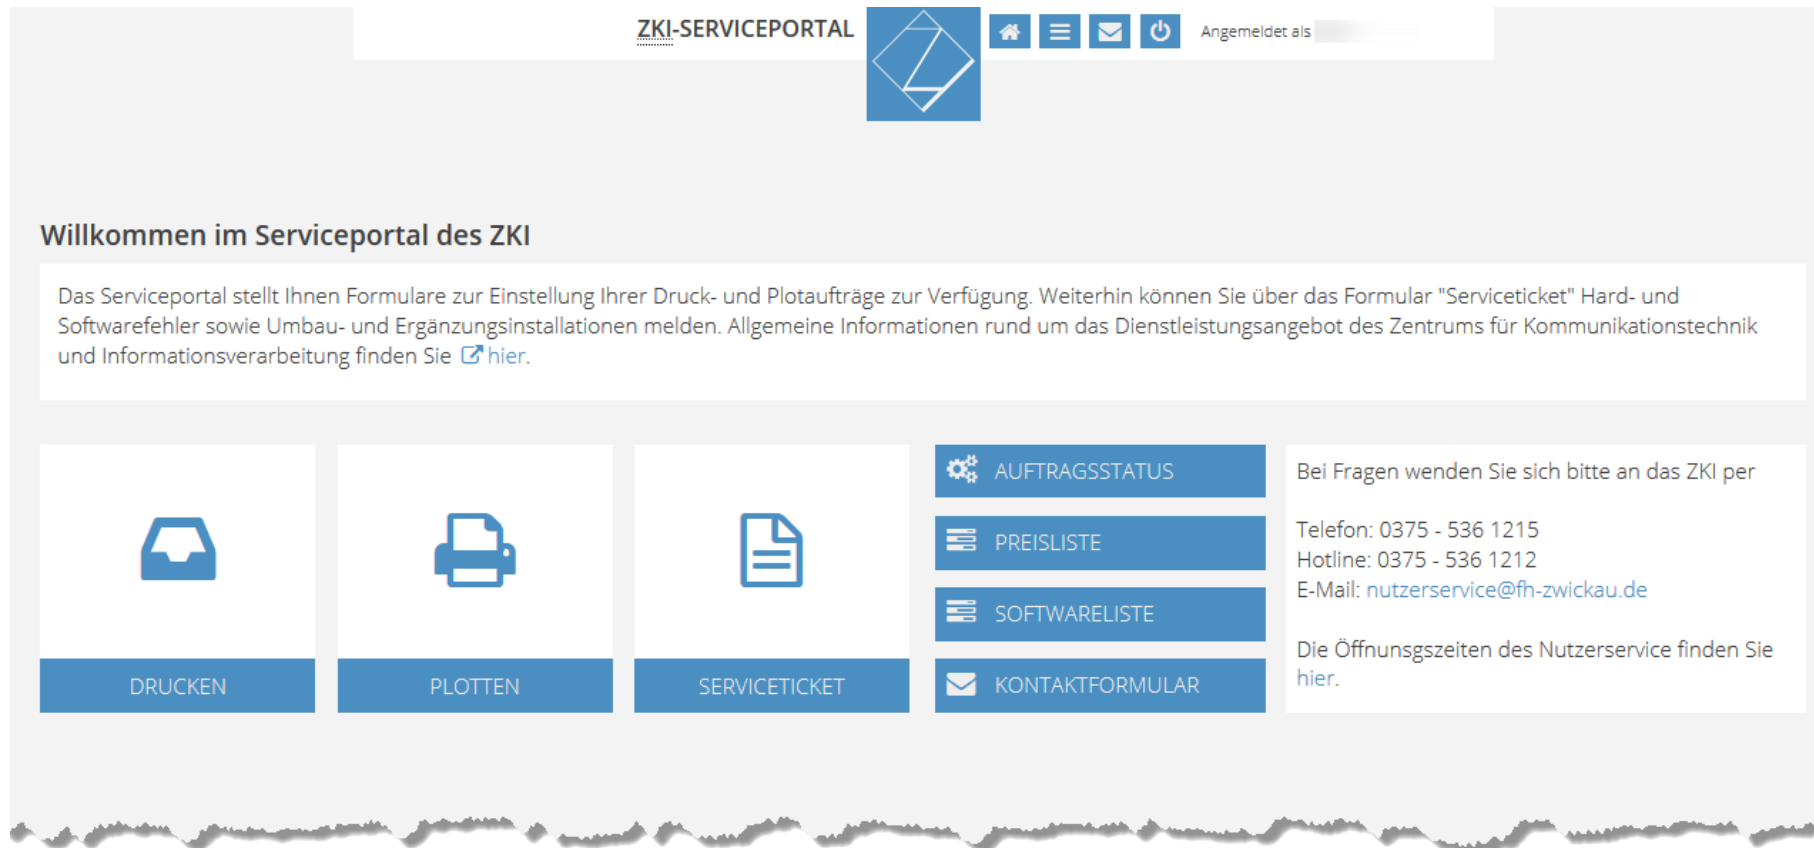 ZKI-SERVICEPORTAL
Angemeldet als
Willkommen im Serviceportal des ZKI
Das Serviceportal stellt Ihnen Formulare zur Einstellung Ihrer Druck- und Plotaufträge zur Verfügung. Weiterhin können Sie über das Formular "Serviceticket" Hard- und
Softwarefehler sowie Umbau- und Ergänzungsinstallationen melden. Allgemeine Informationen rund um das Dienstleistungsangebot des Zentrums für Kommunikationstechnik
und Informationsverarbeitung finden Sie hier.
DRUCKEN
PLOTTEN
SERVICETICKET
AUFTRAGSSTATUS
PREISLISTE
SOFTWARELISTE
KONTAKTFORMULAR
Bei Fragen wenden Sie sich bitte an das ZKI per
Telefon: 0375 - 536 1215
Hotline: 0375 - 536 1212
E-Mail: nutzerservice@fh-zwickau.de
Die Öffnunsgszeiten des Nutzerservice finden Sie
hier.